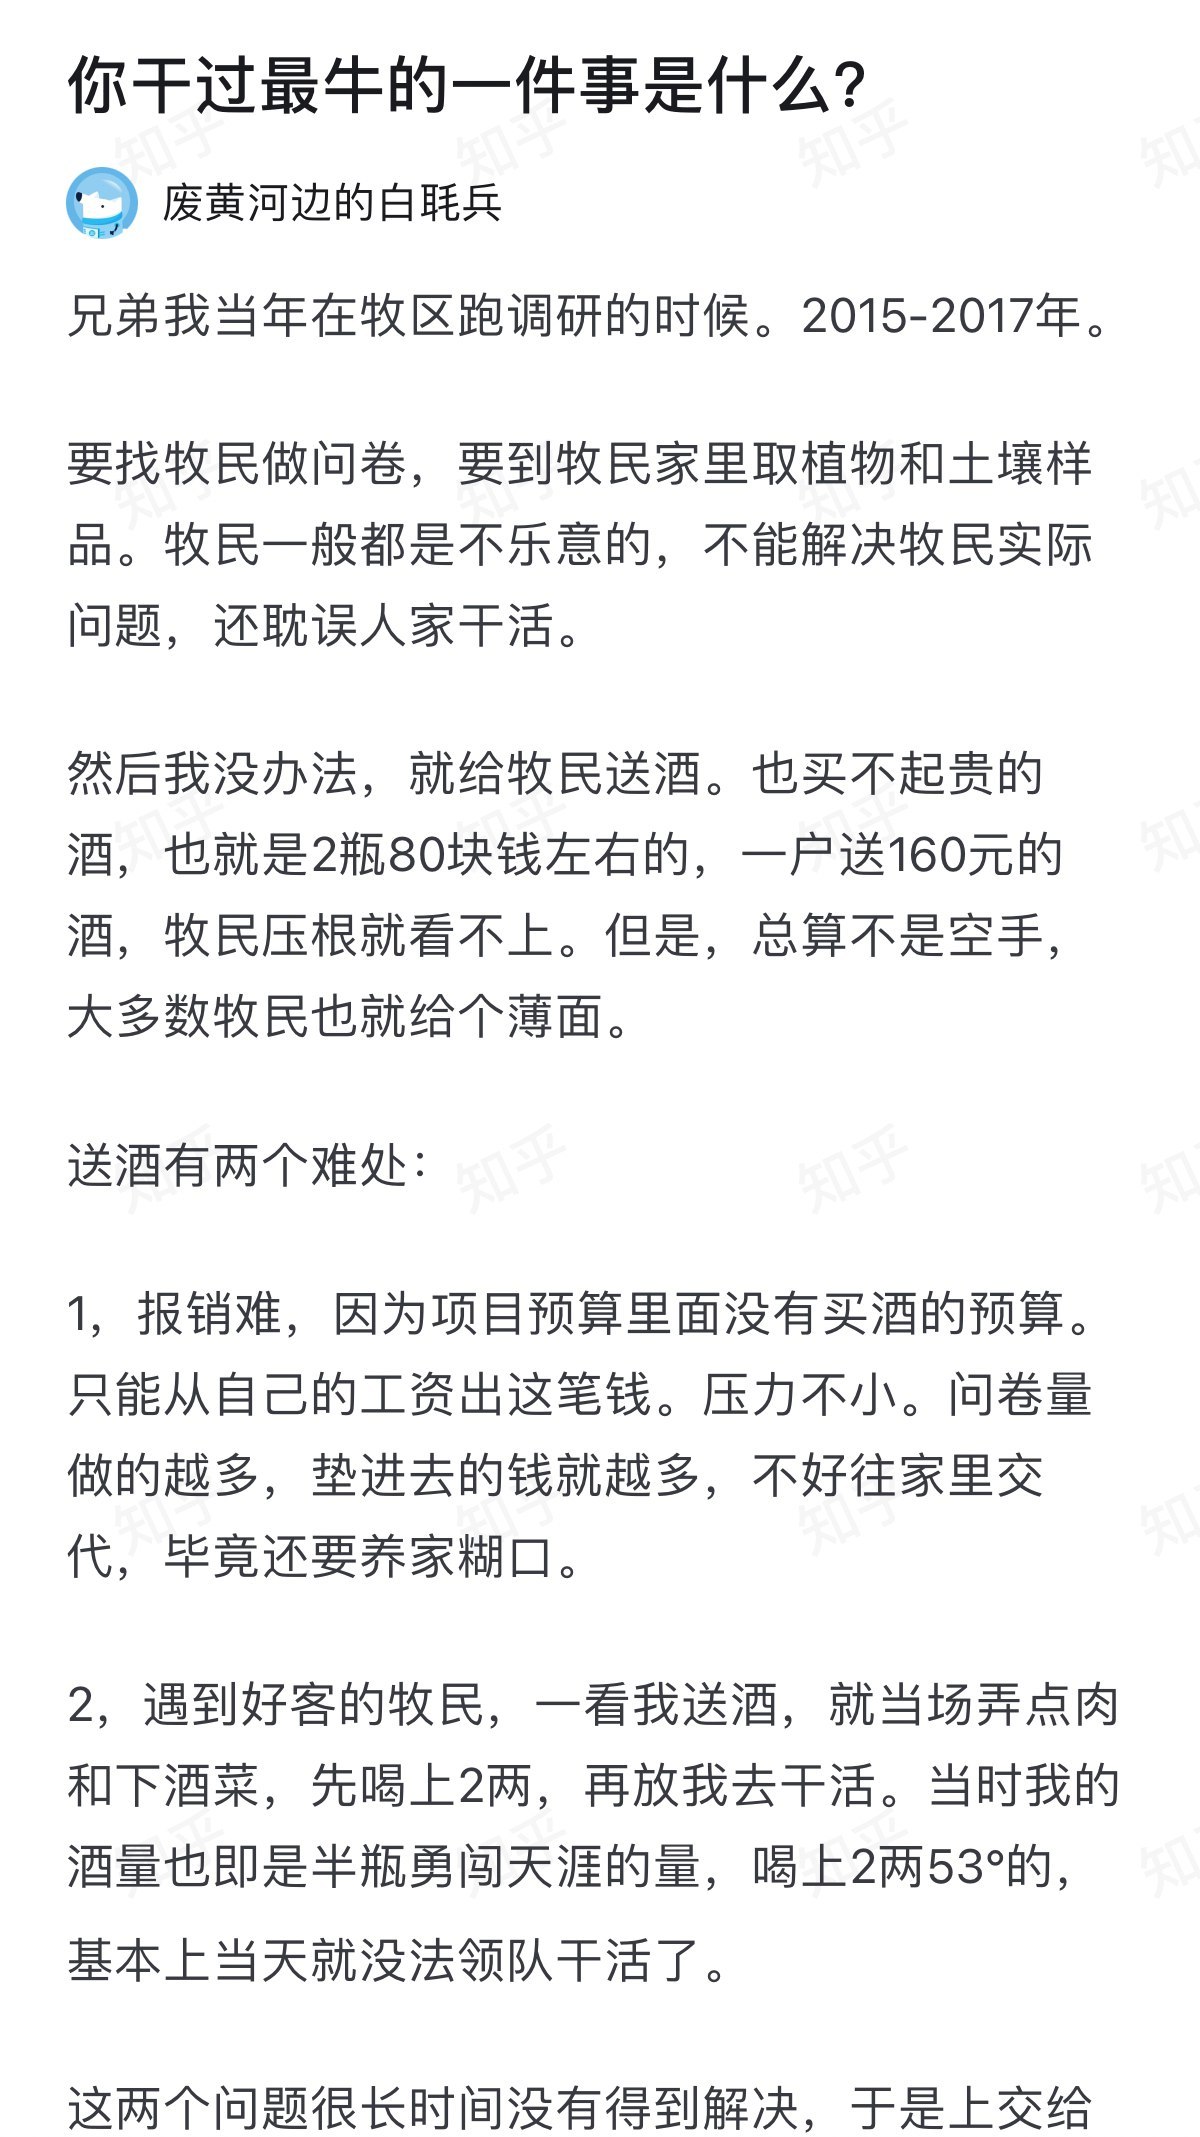 你干过最牛的一件事是什么?
废黄河边的白毦兵
兄弟我当年在牧区跑调研的时候。2015-2017年。
要找牧民做问卷，要到牧民家里取植物和土壤样
品。牧民一般都是不乐意的，不能解决牧民实际
问题，还耽误人家干活。
然后我没办法，就给牧民送酒。也买不起贵的
酒，也就是2瓶80块钱左右的，一户送160元的
酒，牧民压根就看不上。但是，总算不是空手，
大多数牧民也就给个薄面。
送酒有两个难处：
1，报销难，因为项目预算里面没有买酒的预算。
只能从自己的工资出这笔钱。压力不小。问卷量
做的越多，垫进去的钱就越多，不好往家里交
代，毕竟还要养家糊口。
2，遇到好客的牧民，一看我送酒，就当场弄点肉
和下酒菜，先喝上2两，再放我去干活。当时我的
酒量也即是半瓶勇闯天涯的量，喝上2两53°的，
基本上当天就没法领队干活了。
这两个问题很长时间没有得到解决，于是上交给